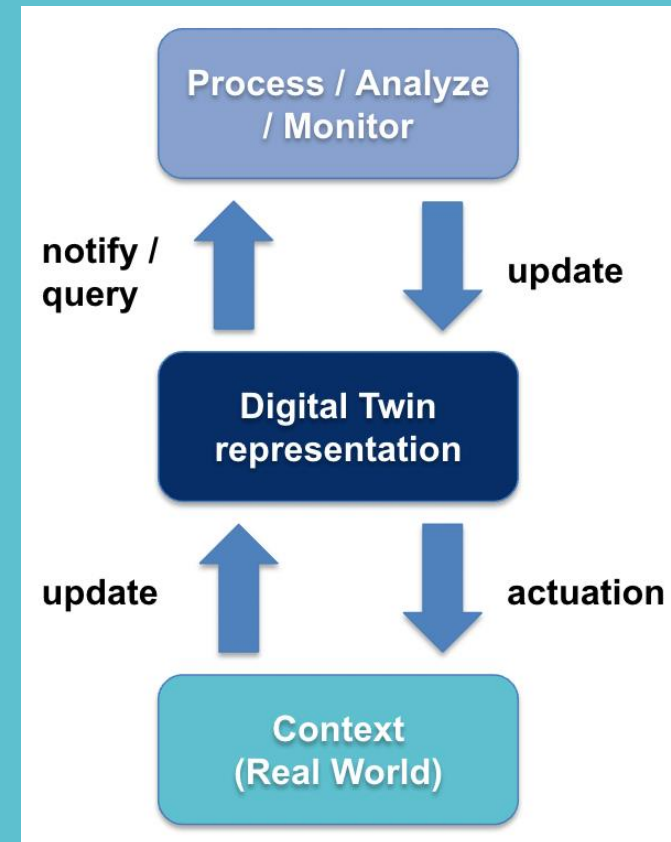 Process / Analyze
/ Monitor
notify /
query
update
Digital Twin
representation
update
actuation
Context
(Real World)